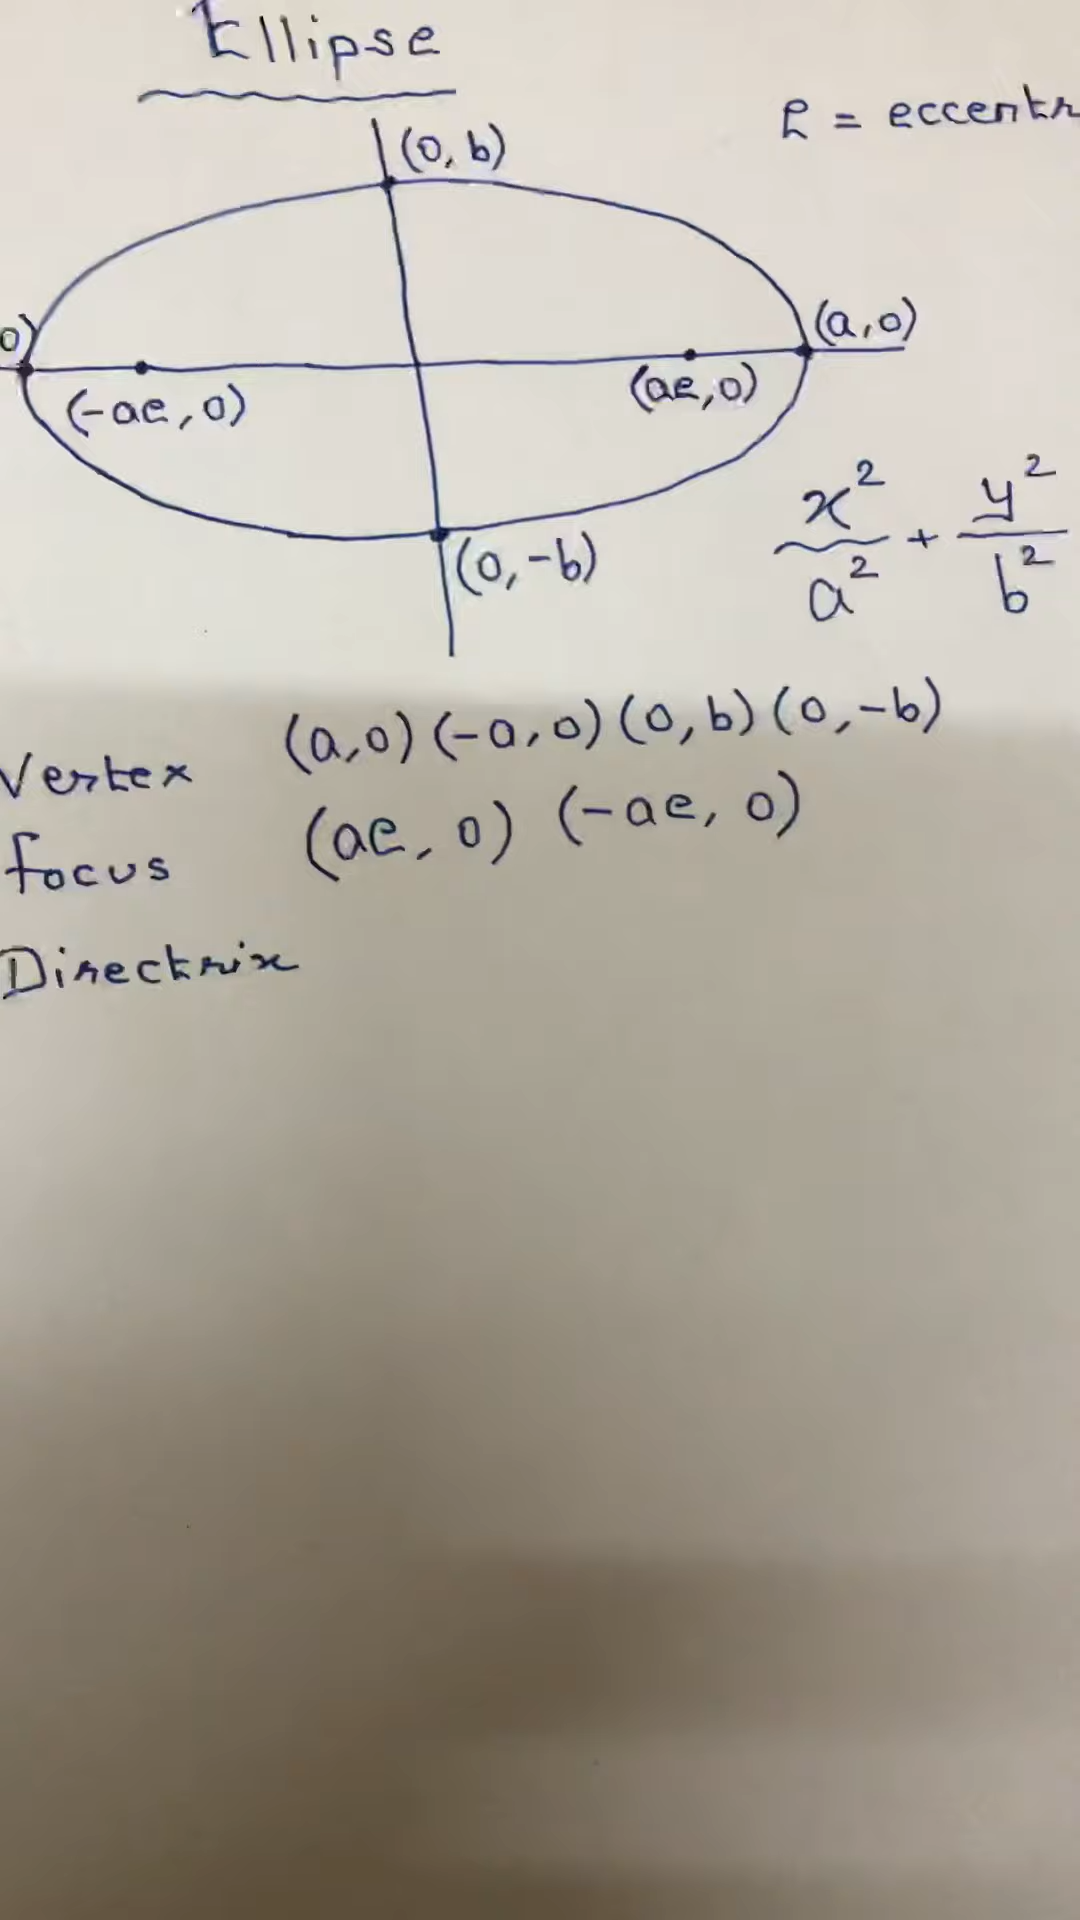 Ellipse
e = eccentr
(0, b)
0) (a,0)
(-ae, 0) (ae,0)
x² / a² + y² / b²
(0, -b)
Vertex (a,0) (-a,0) (0,b) (0,-b)
focus (ae, 0) (-ae, 0)
Directrix